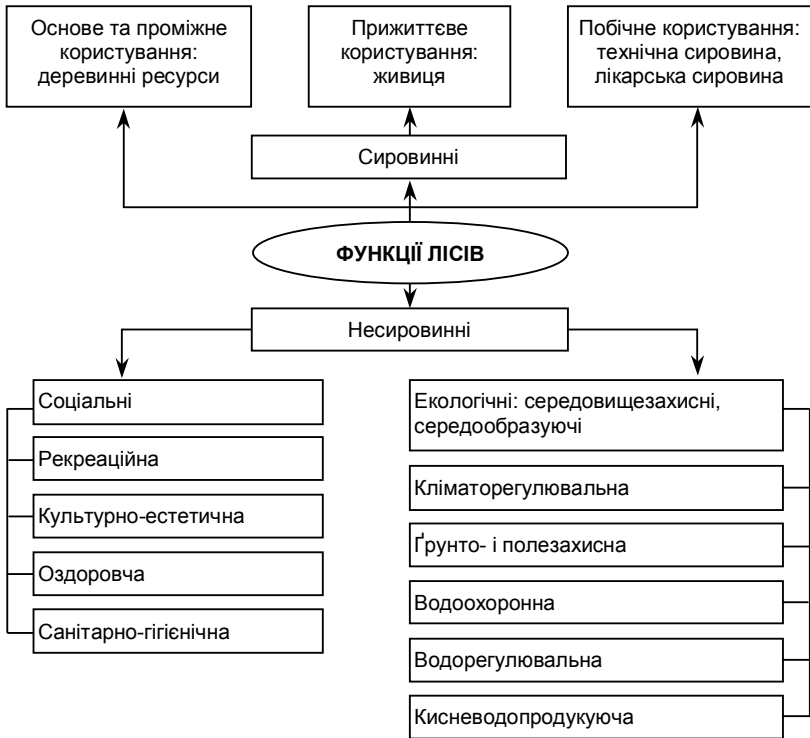 Основе та проміжне
користування:
деревинні ресурси
Прижиттєве
користування:
живиця
Побічне користування:
технічна сировина,
лікарська сировина
Сировинні
ФУНКЦІЇ ЛІСІВ
Несировинні
Соціальні
Рекреаційна
Культурно-естетична
Оздоровча
Санітарно-гігієнічна
Екологічні: середовищезахисні,
середообразуючі
Кліматорегулювальна
Ґрунто- і полезахисна
Водоохоронна
Водорегулювальна
Кисневодопродукуюча